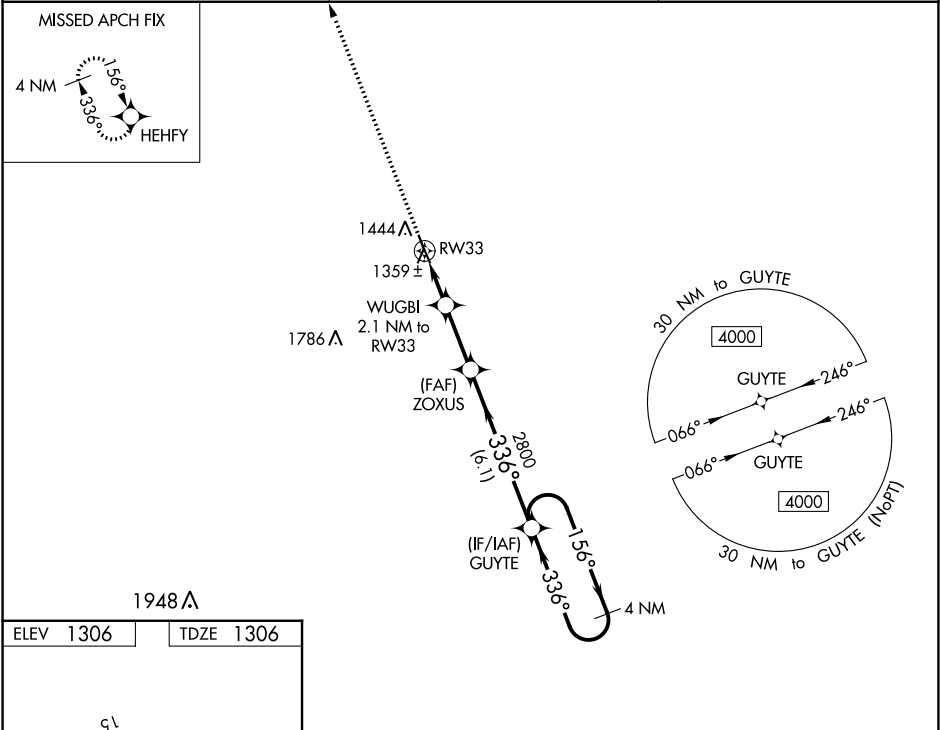 MISSED APCH FIX
4 NM
156°
336°
HEHFY
1444
RW33
1359 ±
WUGBI
2.1 NM to
RW33
1786
(FAF)
ZOXUS
2800
336°
(6.1)
(IF/IAF)
GUYTE
156°
336°
4 NM
30 NM to GUYTE
4000
GUYTE
246°
066°
246°
066°
GUYTE
4000
30 NM to GUYTE (NoPT)
1948
ELEV 1306
TDZE 1306
15